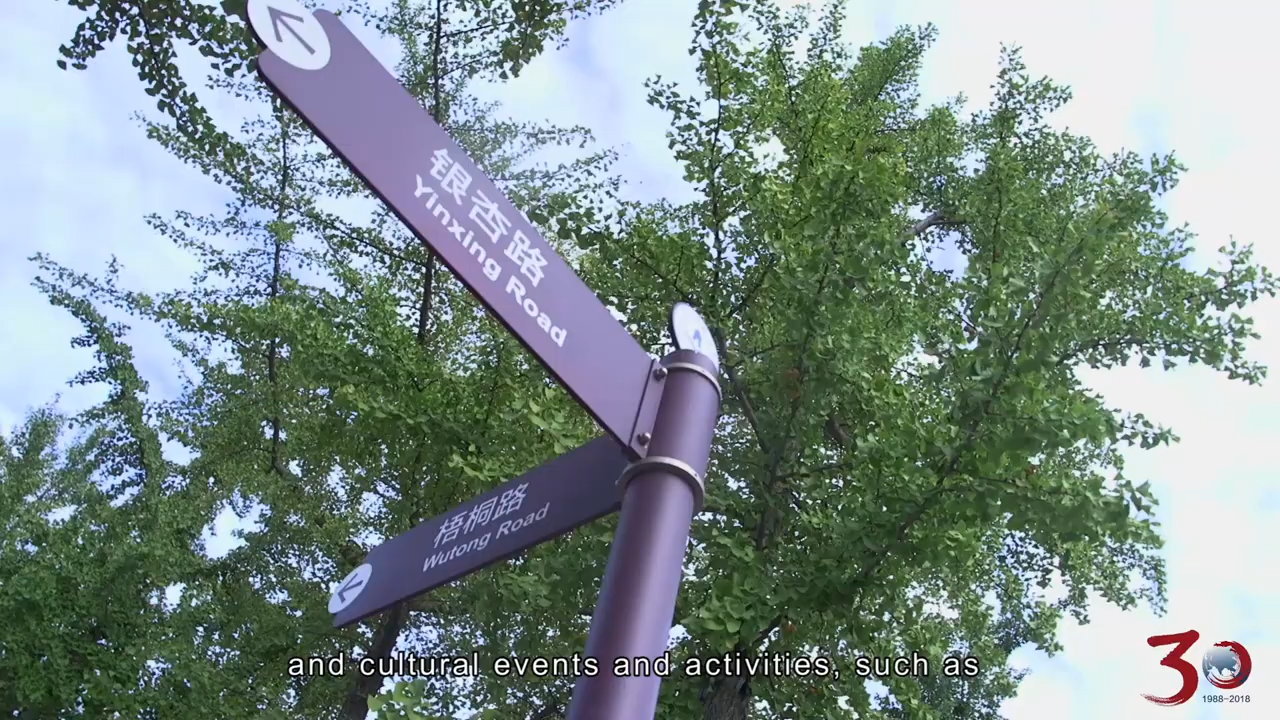 银杏路
Yinxing Road
梧桐路
Wutong Road
and cultural events and activities, such as
30
1988-2018